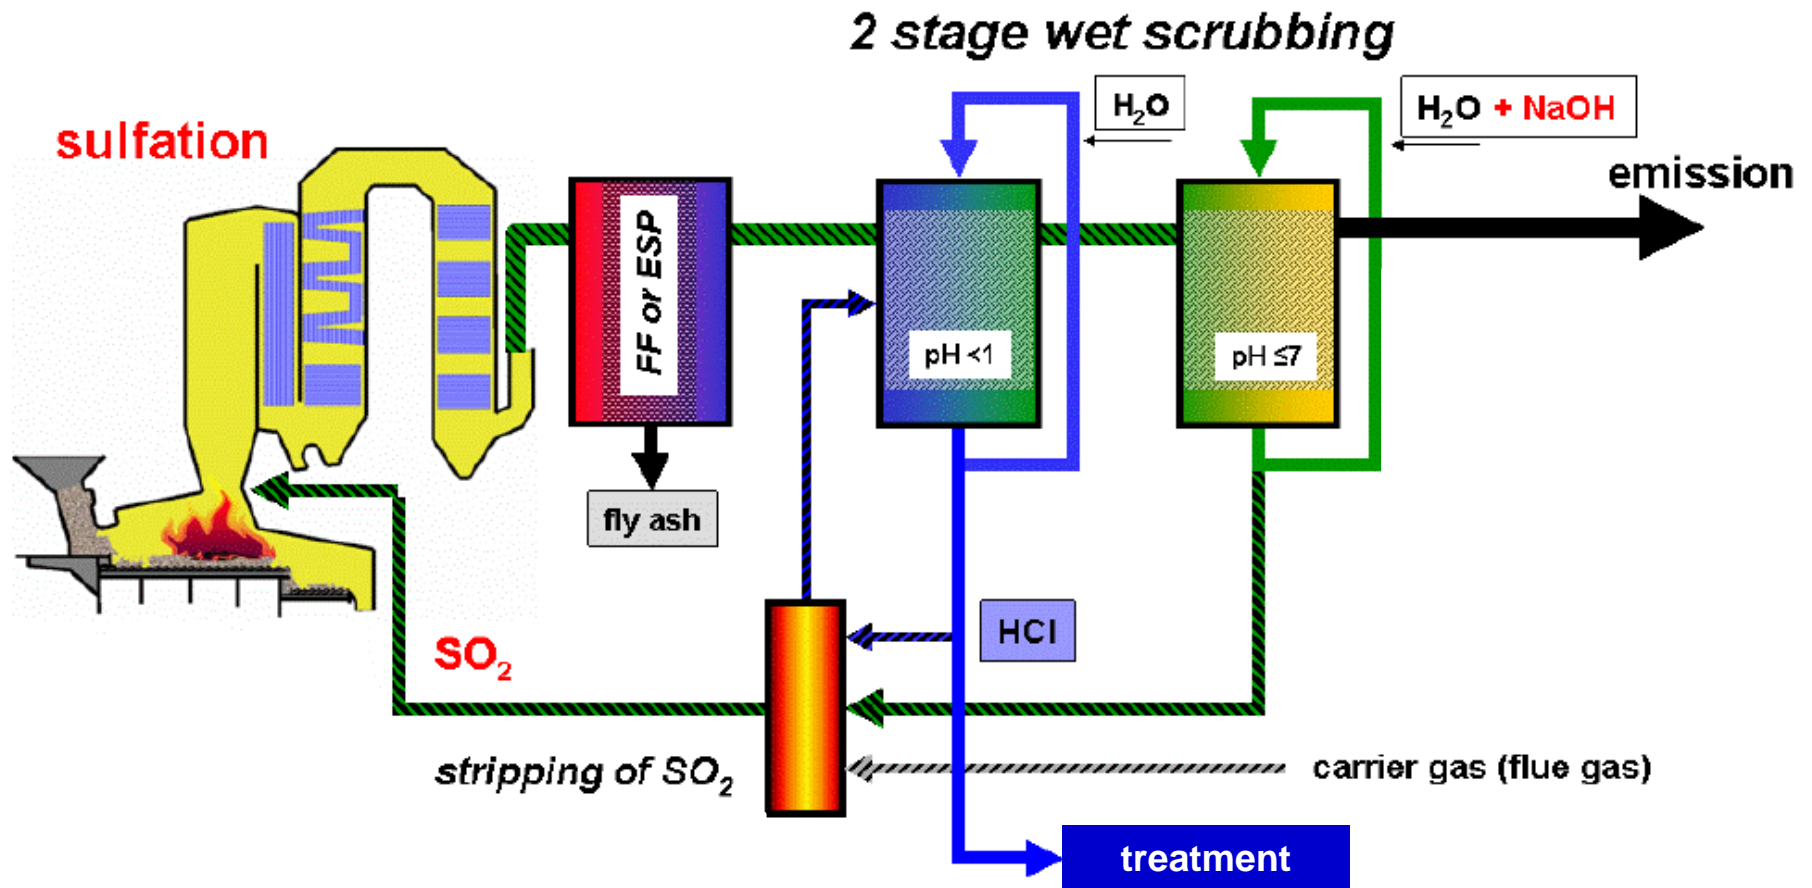 2 stage wet scrubbing
H₂O
H₂O + NaOH
sulfation
emission
FF or ESP
pH <1
pH ≤7
fly ash
HCl
SO₂
stripping of SO₂
carrier gas (flue gas)
treatment